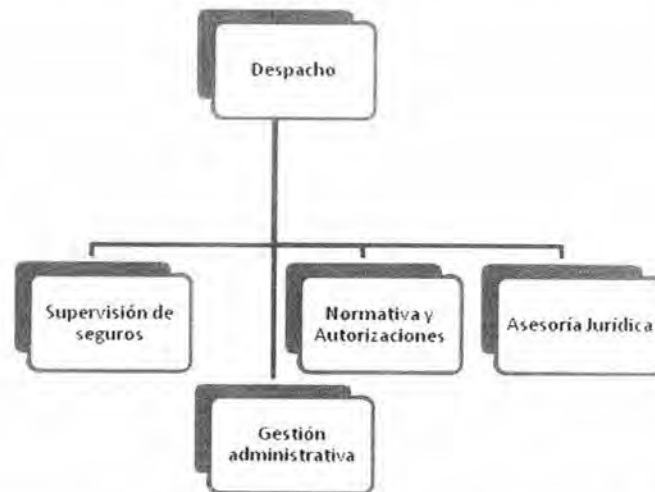 Despacho
Supervisión de
seguros
Normativa y
Autorizaciones
Asesoría Jurídica
Gestión
administrativa